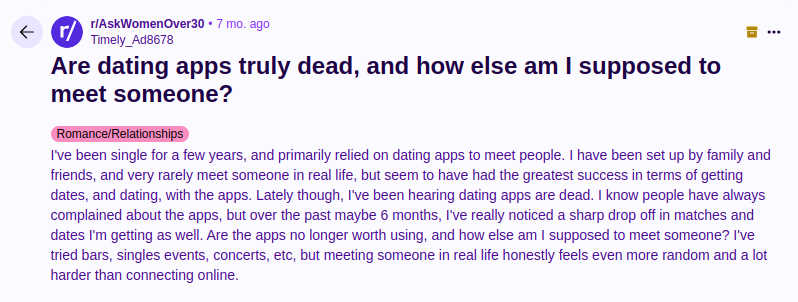 r/AskWomenOver30 • 7 mo. ago
Timely_Ad8678
Are dating apps truly dead, and how else am I supposed to
meet someone?
Romance/Relationships
I've been single for a few years, and primarily relied on dating apps to meet people. I have been set up by family and
friends, and very rarely meet someone in real life, but seem to have had the greatest success in terms of getting
dates, and dating, with the apps. Lately though, I've been hearing dating apps are dead. I know people have always
complained about the apps, but over the past maybe 6 months, I've really noticed a sharp drop off in matches and
dates I'm getting as well. Are the apps no longer worth using, and how else am I supposed to meet someone? I've
tried bars, singles events, concerts, etc, but meeting someone in real life honestly feels even more random and a lot
harder than connecting online.